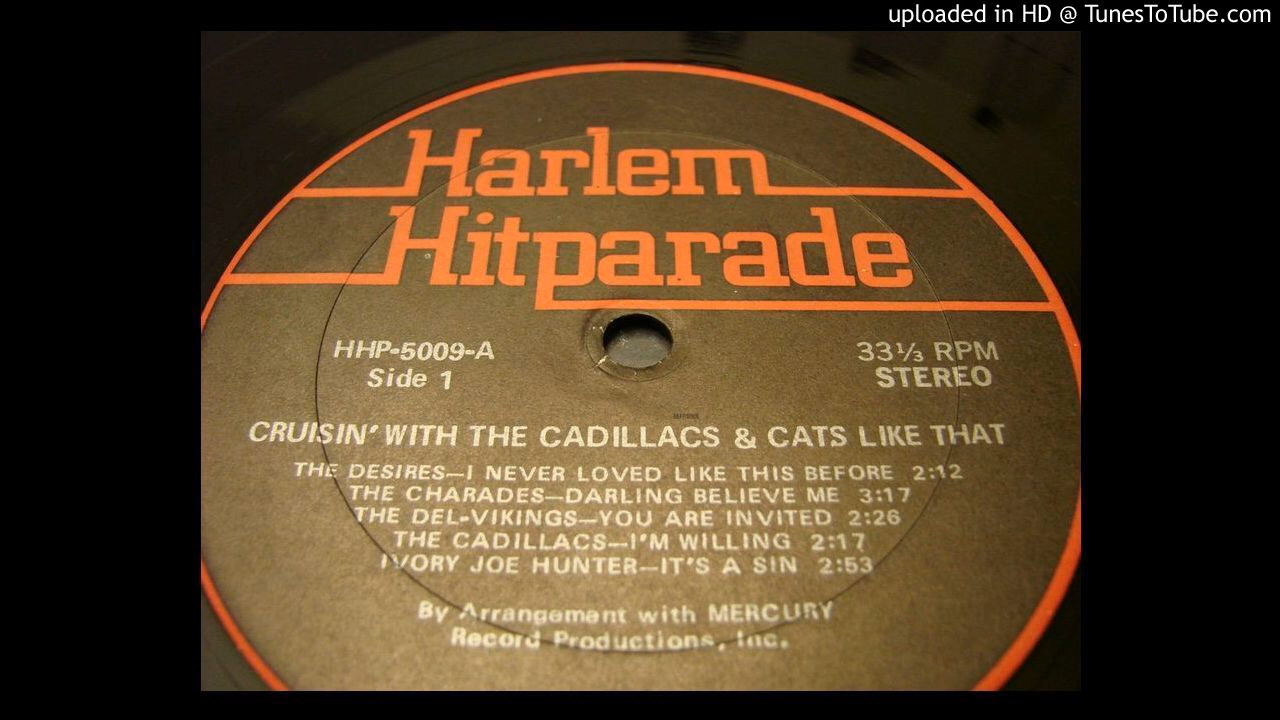 uploaded in HD @ TunesToTube.com
Harlem
Hitparade
HHP-5009-A
33⅓ RPM
Side 1
STEREO
CRUISIN' WITH THE CADILLACS & CATS LIKE THAT
THE DESIRES—I NEVER LOVED LIKE THIS BEFORE 2:12
THE CHARADES—DARLING BELIEVE ME 3:17
THE DEL-VIKINGS—YOU ARE INVITED 2:26
THE CADILLACS—I'M WILLING 2:17
IVORY JOE HUNTER—IT'S A SIN 2:53
By Arrangement with MERCURY
Record Productions, Inc.